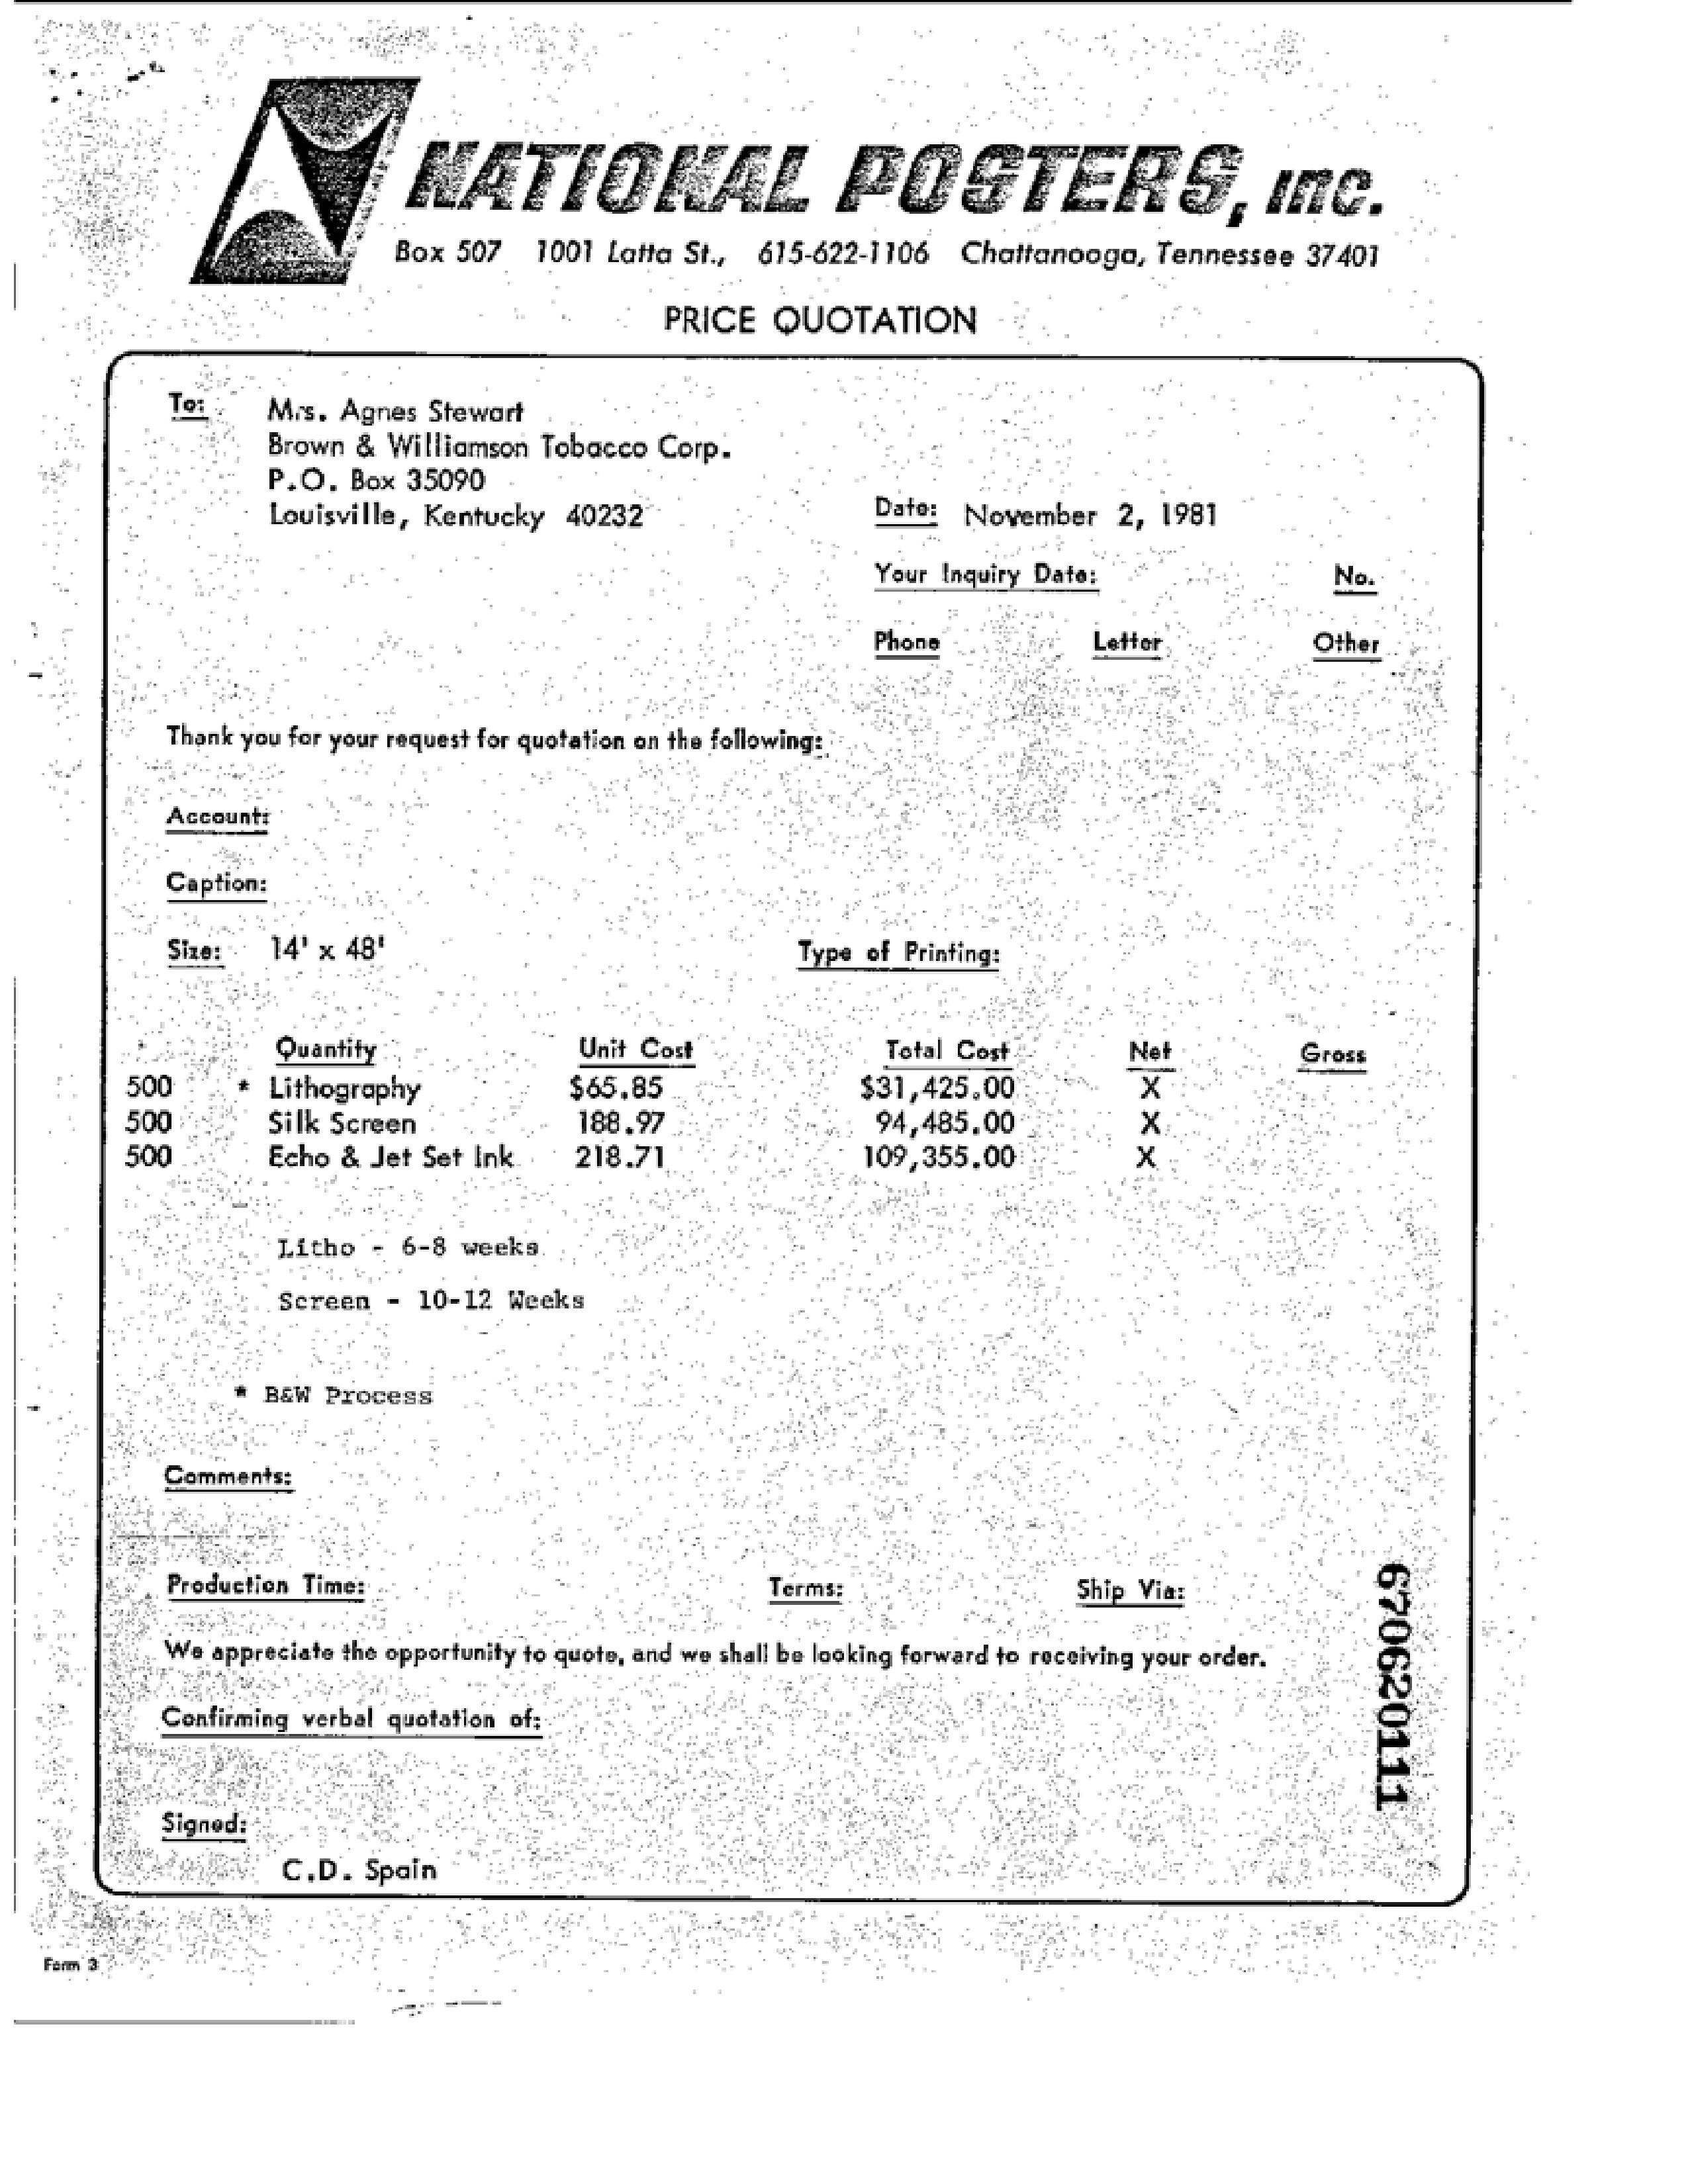 NATIONAL POSTERS, inc.
Box 507 1001 Latta St., 615-622-1106 Chattanooga, Tennessee 37401
PRICE QUOTATION
To: Mrs. Agnes Stewart
Brown & Williamson Tobacco Corp.
P.O. Box 35090
Louisville, Kentucky 40232
Date: November 2, 1981
Your Inquiry Date: No.
Phone Letter Other
Thank you for your request for quotation on the following:
Account:
Caption:
Size: 14' x 48' Type of Printing:
Quantity Unit Cost Total Cost Net Gross
500 * Lithography $65.85 $31,425.00 X
500 Silk Screen 188.97 94,485.00 X
500 Echo & Jet Set Ink 218.71 109,355.00 X
Litho - 6-8 weeks
Screen - 10-12 Weeks
* B&W Process
Comments:
Production Time: Terms: Ship Via:
We appreciate the opportunity to quote, and we shall be looking forward to receiving your order.
Confirming verbal quotation of:
Signed:
C.D. Spain
670620111
Form 3